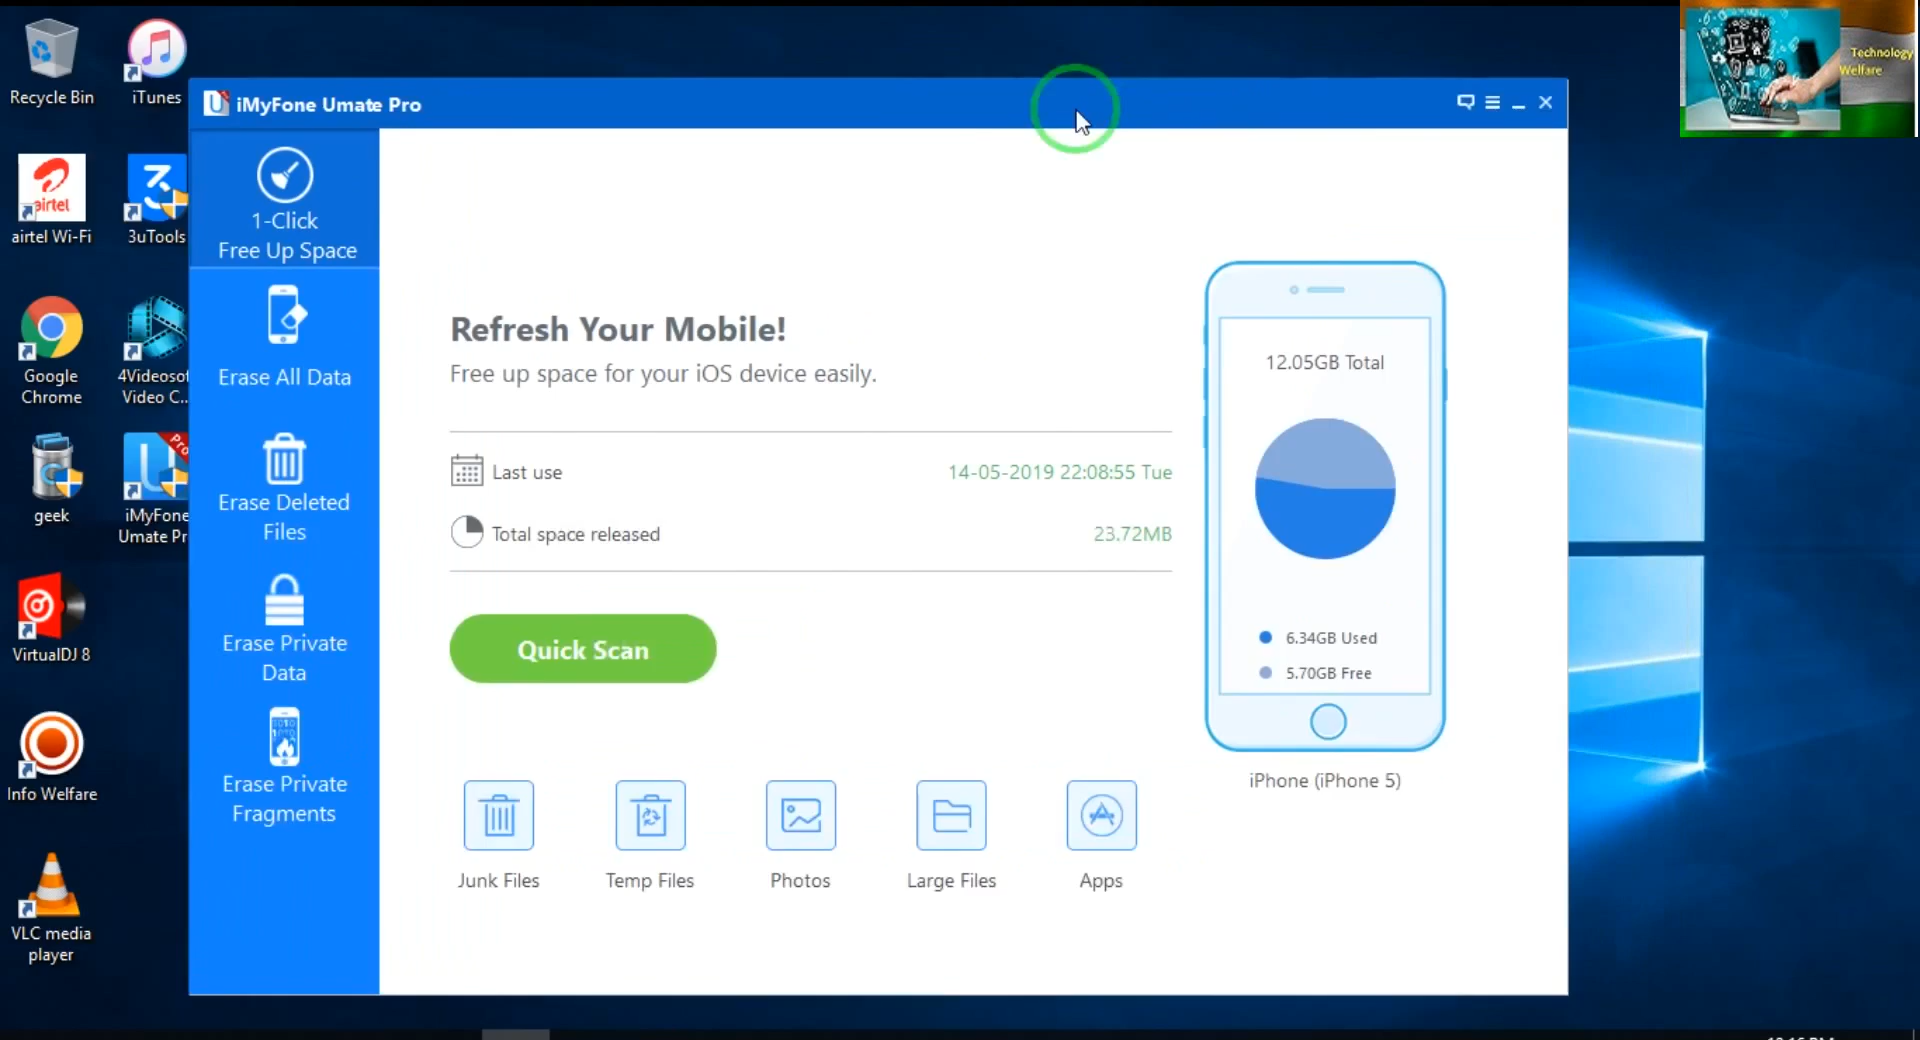 Recycle Bin
iTunes
airtel
airtel Wi-Fi
3uTools
Google
Chrome
4Videosof
Video C...
geek
Pro
iMyFone
Umate Pr
VirtualDJ 8
Info Welfare
VLC media
player
iMyFone Umate Pro
1-Click
Free Up Space
Erase All Data
Erase Deleted
Files
Erase Private
Data
Erase Private
Fragments
Refresh Your Mobile!
Free up space for your iOS device easily.
Last use 14-05-2019 22:08:55 Tue
Total space released 23.72MB
Quick Scan
Junk Files
Temp Files
Photos
Large Files
Apps
12.05GB Total
6.34GB Used
5.70GB Free
iPhone (iPhone 5)
Technology
Welfare